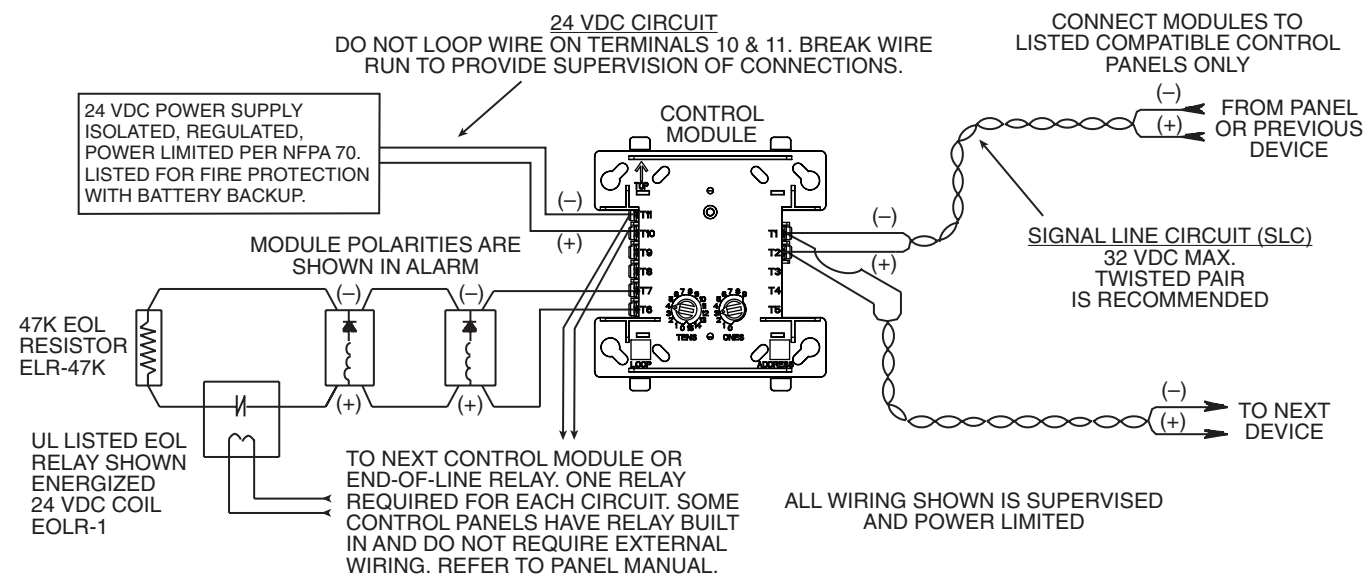 24 VDC CIRCUIT
DO NOT LOOP WIRE ON TERMINALS 10 & 11. BREAK WIRE
RUN TO PROVIDE SUPERVISION OF CONNECTIONS.
CONNECT MODULES TO
LISTED COMPATIBLE CONTROL
PANELS ONLY
24 VDC POWER SUPPLY
ISOLATED, REGULATED,
POWER LIMITED PER NFPA 70.
LISTED FOR FIRE PROTECTION
WITH BATTERY BACKUP.
CONTROL
MODULE
(–)
(+)
FROM PANEL
OR PREVIOUS
DEVICE
TOP
(–)
(+)
T11
T10
T9
T8
T7
T6
T1
T2
T3
T4
T5
(–)
(+)
SIGNAL LINE CIRCUIT (SLC)
32 VDC MAX.
TWISTED PAIR
IS RECOMMENDED
MODULE POLARITIES ARE
SHOWN IN ALARM
(–)
(–)
(+)
(+)
47K EOL
RESISTOR
ELR-47K
TENS
ONES
LOOP
ADDRESS
(–)
(+)
TO NEXT
DEVICE
UL LISTED EOL
RELAY SHOWN
ENERGIZED
24 VDC COIL
EOLR-1
TO NEXT CONTROL MODULE OR
END-OF-LINE RELAY. ONE RELAY
REQUIRED FOR EACH CIRCUIT. SOME
CONTROL PANELS HAVE RELAY BUILT
IN AND DO NOT REQUIRE EXTERNAL
WIRING. REFER TO PANEL MANUAL.
ALL WIRING SHOWN IS SUPERVISED
AND POWER LIMITED